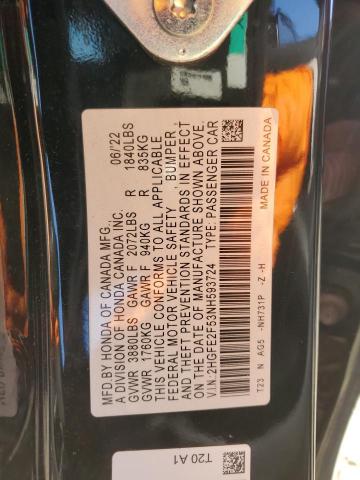 MFD.BY HONDA OF CANADA MFG. 06/'22
A DIVISION OF HONDA CANADA INC.
GVWR 3880LBS GAWR F 2072LBS R 1840LBS
GVWR 1760KG GAWR F 940KG R 835KG
THIS VEHICLE CONFORMS TO ALL APPLICABLE
FEDERAL MOTOR VEHICLE SAFETY, BUMPER,
AND THEFT PREVENTION STANDARDS IN EFFECT
ON THE DATE OF MANUFACTURE SHOWN ABOVE.
V.I.N.:2HGFE2F53NH593724 TYPE: PASSENGER CAR
T23 N AG5 -NH731P -Z -H MADE IN CANADA
T20 A1